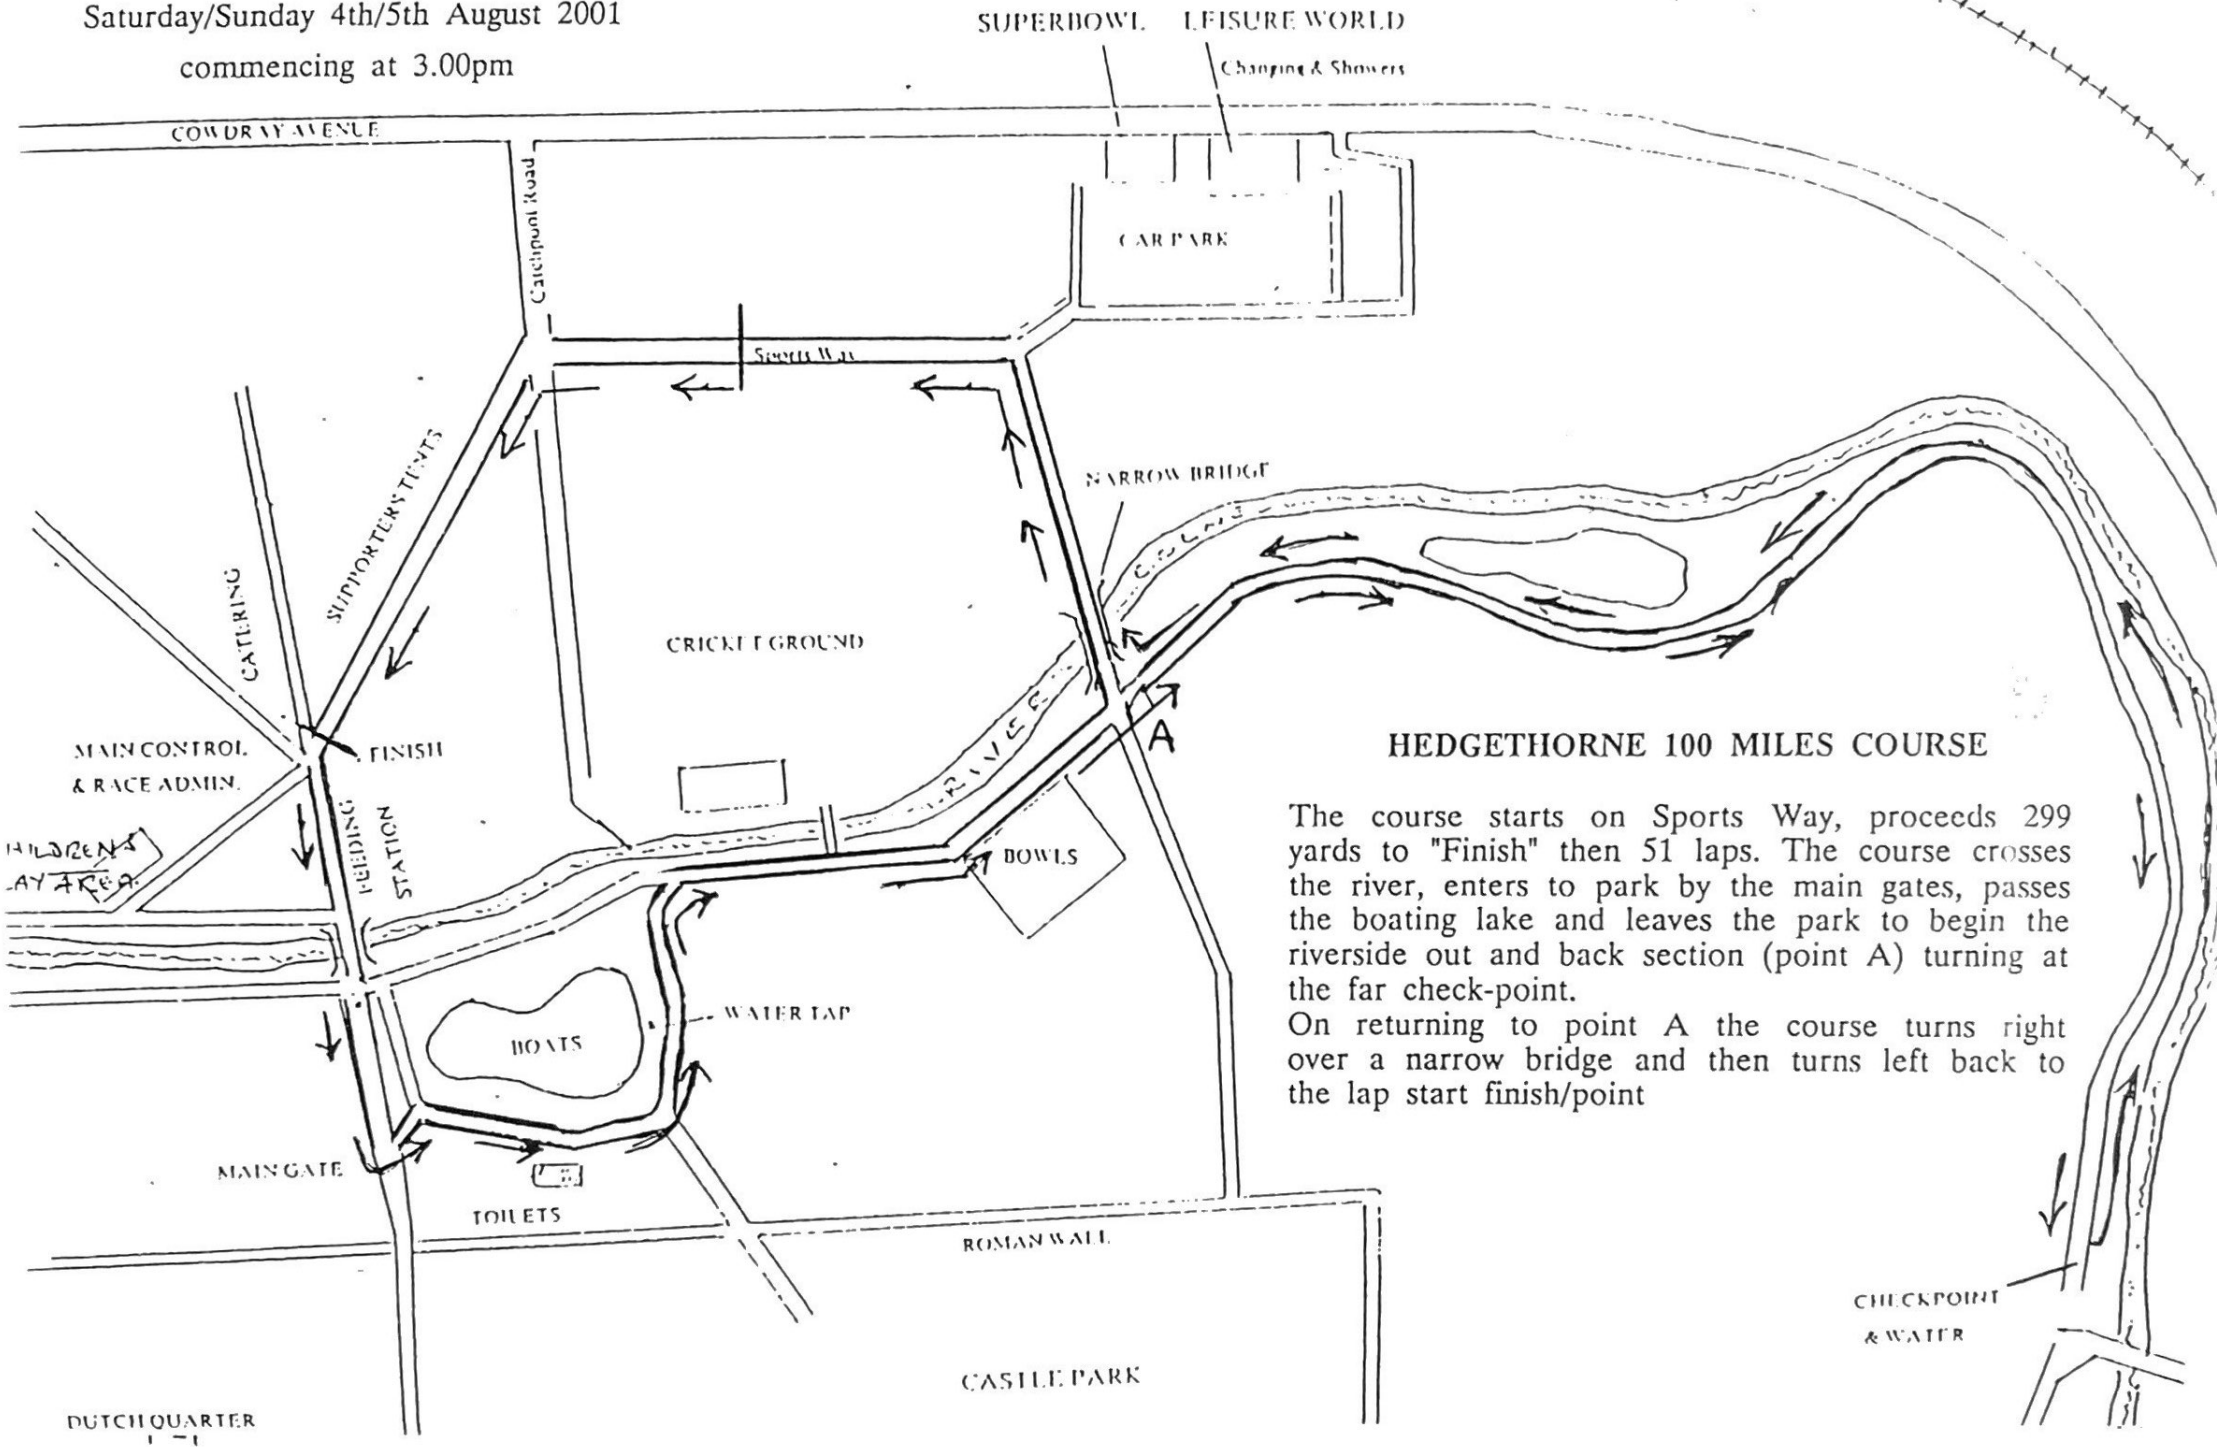 Saturday/Sunday 4th/5th August 2001
commencing at 3.00pm
SUPERBOWL
LEISURE WORLD
Changing & Showers
COWDRAY AVENUE
Catchpool Road
CAR PARK
Sports Way
SUPPORTERS TENTS
CATERING
NARROW BRIDGE
COLNE
CRICKET GROUND
RIVER
A
MAIN CONTROL
& RACE ADMIN.
FINISH
FEEDING
STATION
HILDRENS
AY AREA
BOWLS
HEDGETHORNE 100 MILES COURSE
The course starts on Sports Way, proceeds 299
yards to "Finish" then 51 laps. The course crosses
the river, enters to park by the main gates, passes
the boating lake and leaves the park to begin the
riverside out and back section (point A) turning at
the far check-point.
On returning to point A the course turns right
over a narrow bridge and then turns left back to
the lap start finish/point
BOATS
WATER TAP
MAIN GATE
TOILETS
ROMAN WALL
CHECKPOINT
& WATER
CASTLE PARK
DUTCH QUARTER